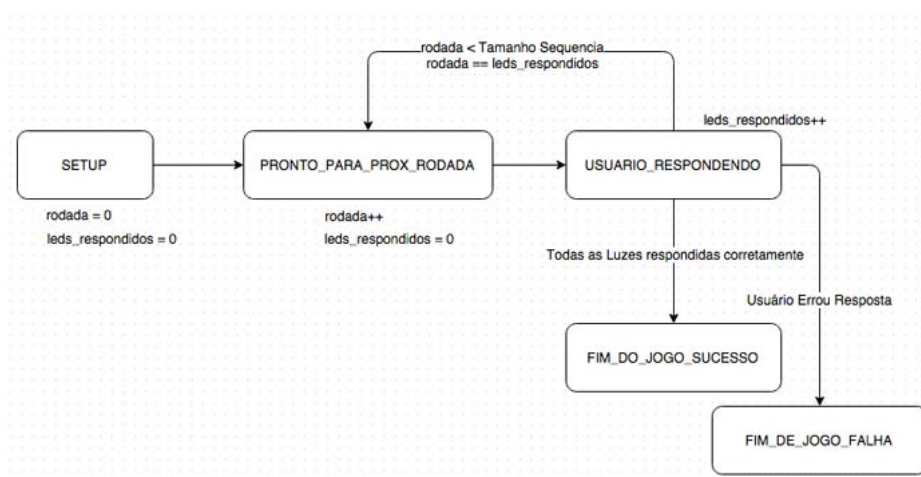 rodada < Tamanho Sequencia
rodada == leds_respondidos
leds_respondidos++
SETUP
PRONTO_PARA_PROX_RODADA
USUARIO_RESPONDENDO
rodada = 0
leds_respondidos = 0
rodada++
leds_respondidos = 0
Todas as Luzes respondidas corretamente
Usuário Errou Resposta
FIM_DO_JOGO_SUCESSO
FIM_DE_JOGO_FALHA